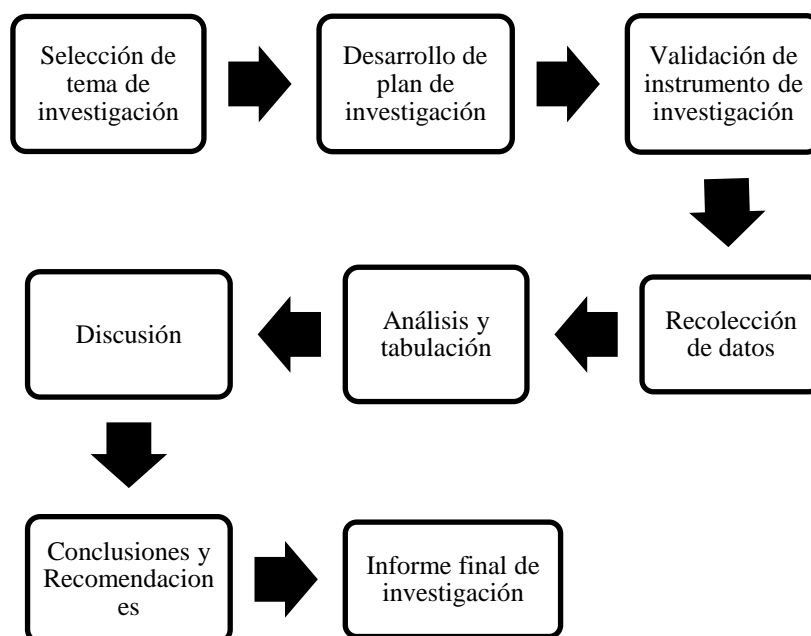 Selección de
tema de
investigación
Desarrollo de
plan de
investigación
Validación de
instrumento de
investigación
Recolección
de datos
Análisis y
tabulación
Discusión
Conclusiones y
Recomendacion
es
Informe final de
investigación